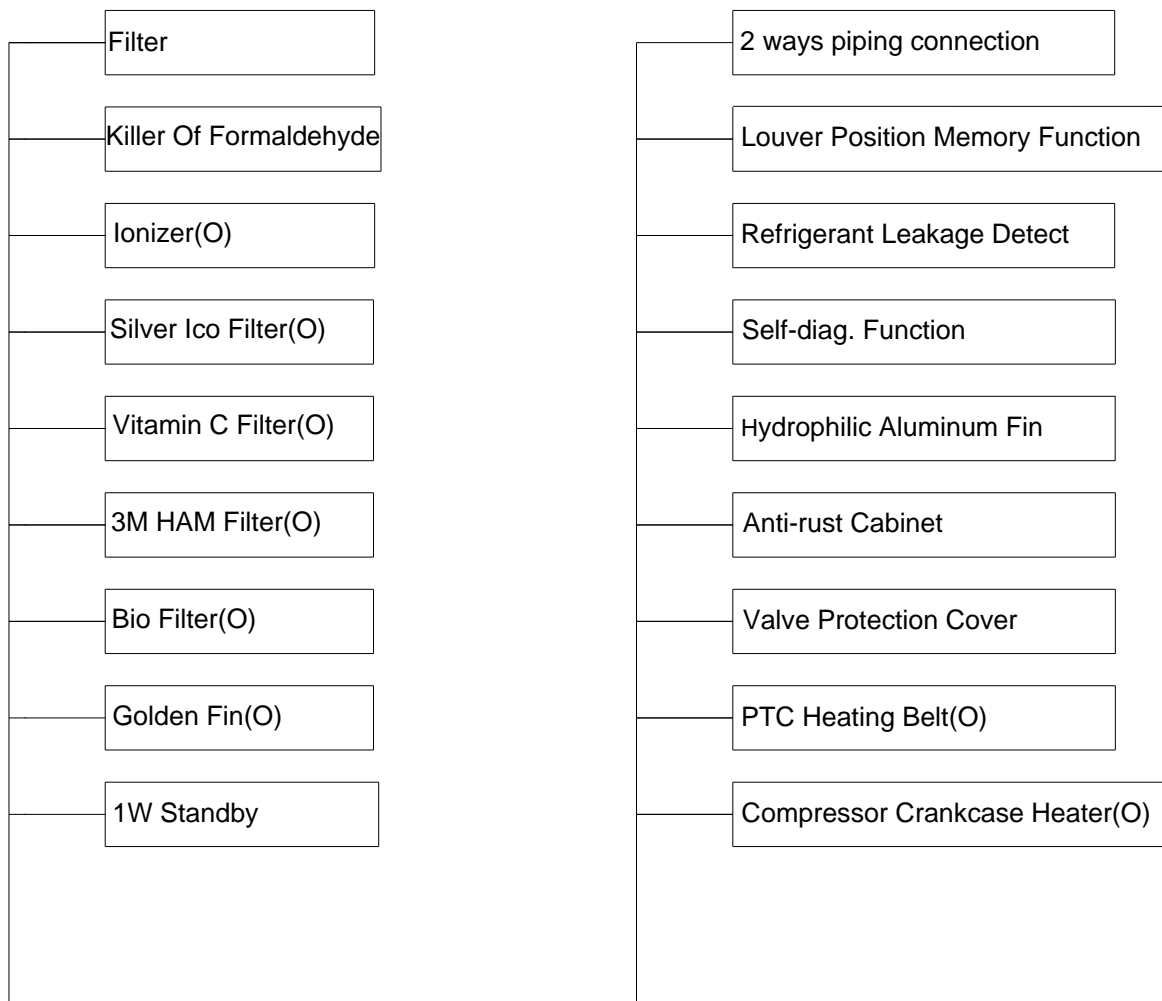 Filter
Killer Of Formaldehyde
Ionizer(O)
Silver Ico Filter(O)
Vitamin C Filter(O)
3M HAM Filter(O)
Bio Filter(O)
Golden Fin(O)
1W Standby
2 ways piping connection
Louver Position Memory Function
Refrigerant Leakage Detect
Self-diag. Function
Hydrophilic Aluminum Fin
Anti-rust Cabinet
Valve Protection Cover
PTC Heating Belt(O)
Compressor Crankcase Heater(O)